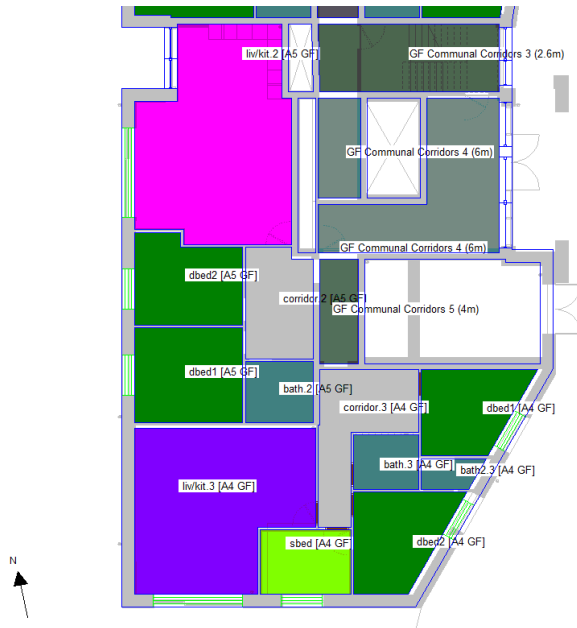 liv/kit.2 [A5 GF]
GF Communal Corridors 3 (2.6m)
GF Communal Corridors 4 (6m)
GF Communal Corridors 4 (6m)
dbed2 [A5 GF]
corridor.2 [A5 GF]
GF Communal Corridors 5 (4m)
dbed1 [A5 GF]
bath.2 [A5 GF]
corridor.3 [A4 GF]
dbed1 [A4 GF]
bath.3 [A4 GF]
bath2.3 [A4 GF]
liv/kit.3 [A4 GF]
sbed [A4 GF]
dbed2 [A4 GF]
N